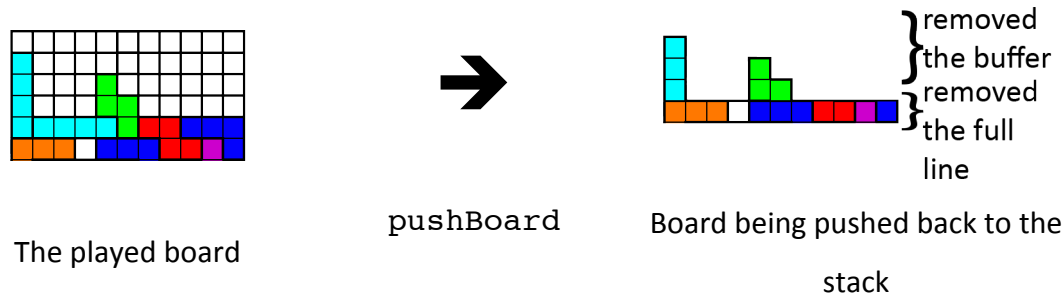 removed
the buffer
removed
the full
line
pushBoard
The played board
Board being pushed back to the
stack